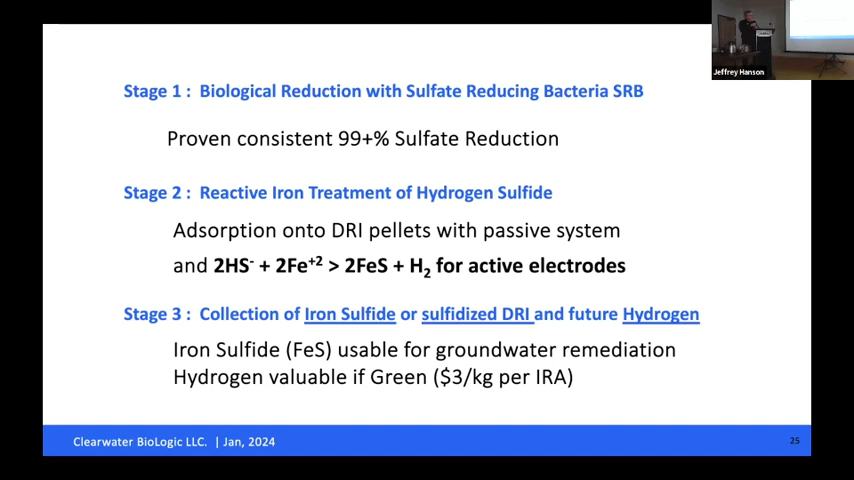 Jeffrey Hanson
Stage 1 : Biological Reduction with Sulfate Reducing Bacteria SRB
Proven consistent 99+% Sulfate Reduction
Stage 2 : Reactive Iron Treatment of Hydrogen Sulfide
Adsorption onto DRI pellets with passive system
and 2HS⁻ + 2Fe⁺² > 2FeS + H₂ for active electrodes
Stage 3 : Collection of Iron Sulfide or sulfidized DRI and future Hydrogen
Iron Sulfide (FeS) usable for groundwater remediation
Hydrogen valuable if Green ($3/kg per IRA)
Clearwater BioLogic LLC. | Jan, 2024
25